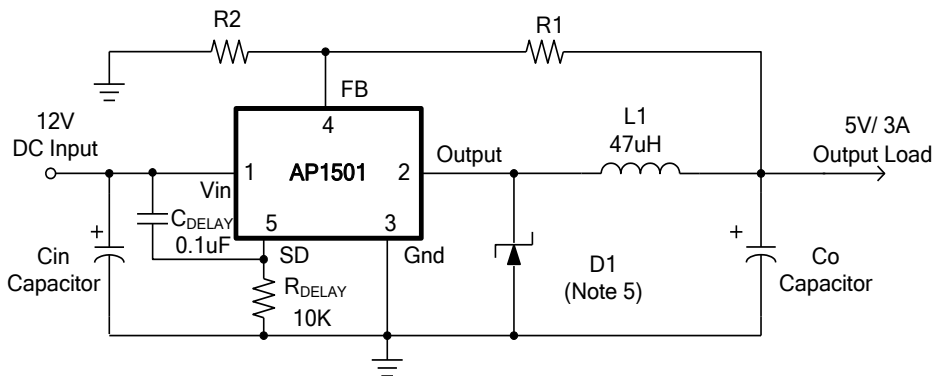 R2
R1
FB
4
12V
DC Input
L1
47uH
5V/ 3A
Output Load
1
AP1501
2
Output
Vin
C_DELAY
0.1uF
5
3
SD
Gnd
+
Cin
Capacitor
R_DELAY
10K
D1
(Note 5)
+
Co
Capacitor